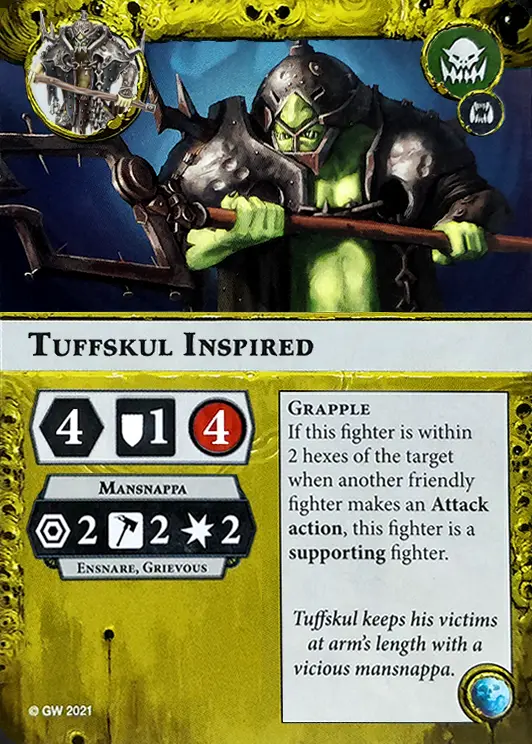 Tuffskul Inspired
4 1 4
Mansnappa
2 2 2
Ensnare, Grievous
Grapple
If this fighter is within
2 hexes of the target
when another friendly
fighter makes an Attack
action, this fighter is a
supporting fighter.
Tuffskul keeps his victims
at arm's length with a
vicious mansnappa.
© GW 2021